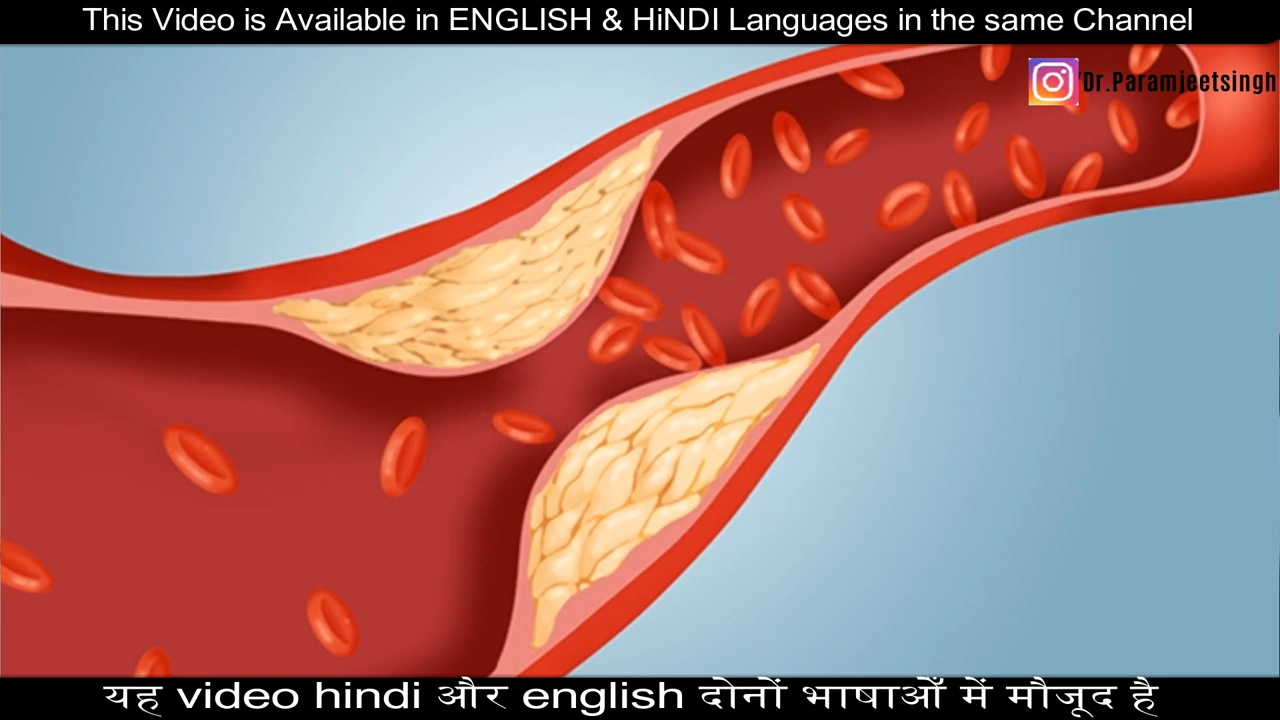 This Video is Available in ENGLISH & HiNDI Languages in the same Channel
/Dr.Paramjeetsingh
यह video hindi और english दोनों भाषाओँ में मौजूद है